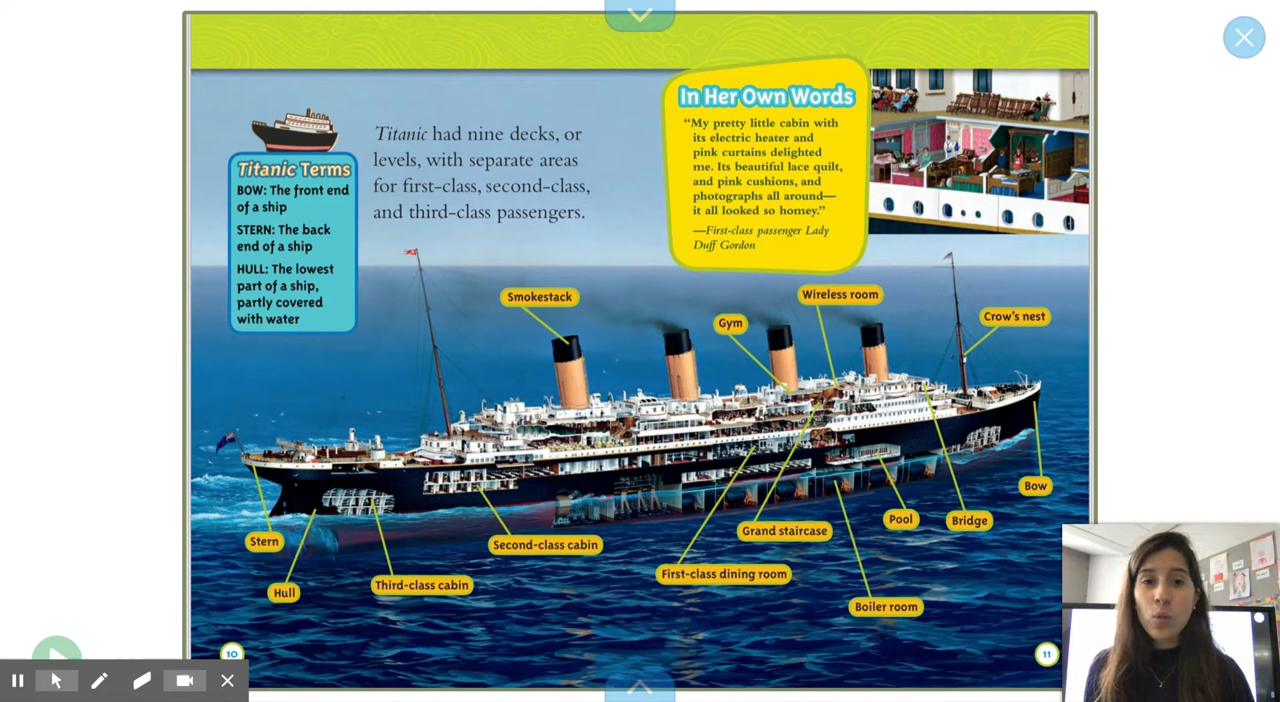 Titanic Terms
BOW: The front end
of a ship
STERN: The back
end of a ship
HULL: The lowest
part of a ship,
partly covered
with water
Titanic had nine decks, or
levels, with separate areas
for first-class, second-class,
and third-class passengers.
In Her Own Words
“My pretty little cabin with
its electric heater and
pink curtains delighted
me. Its beautiful lace quilt,
and pink cushions, and
photographs all around—
it all looked so homey.”
—First-class passenger Lady
Duff Gordon
Smokestack
Gym
Wireless room
Crow’s nest
Stern
Hull
Third-class cabin
Second-class cabin
First-class dining room
Grand staircase
Boiler room
Pool
Bridge
Bow
10
11